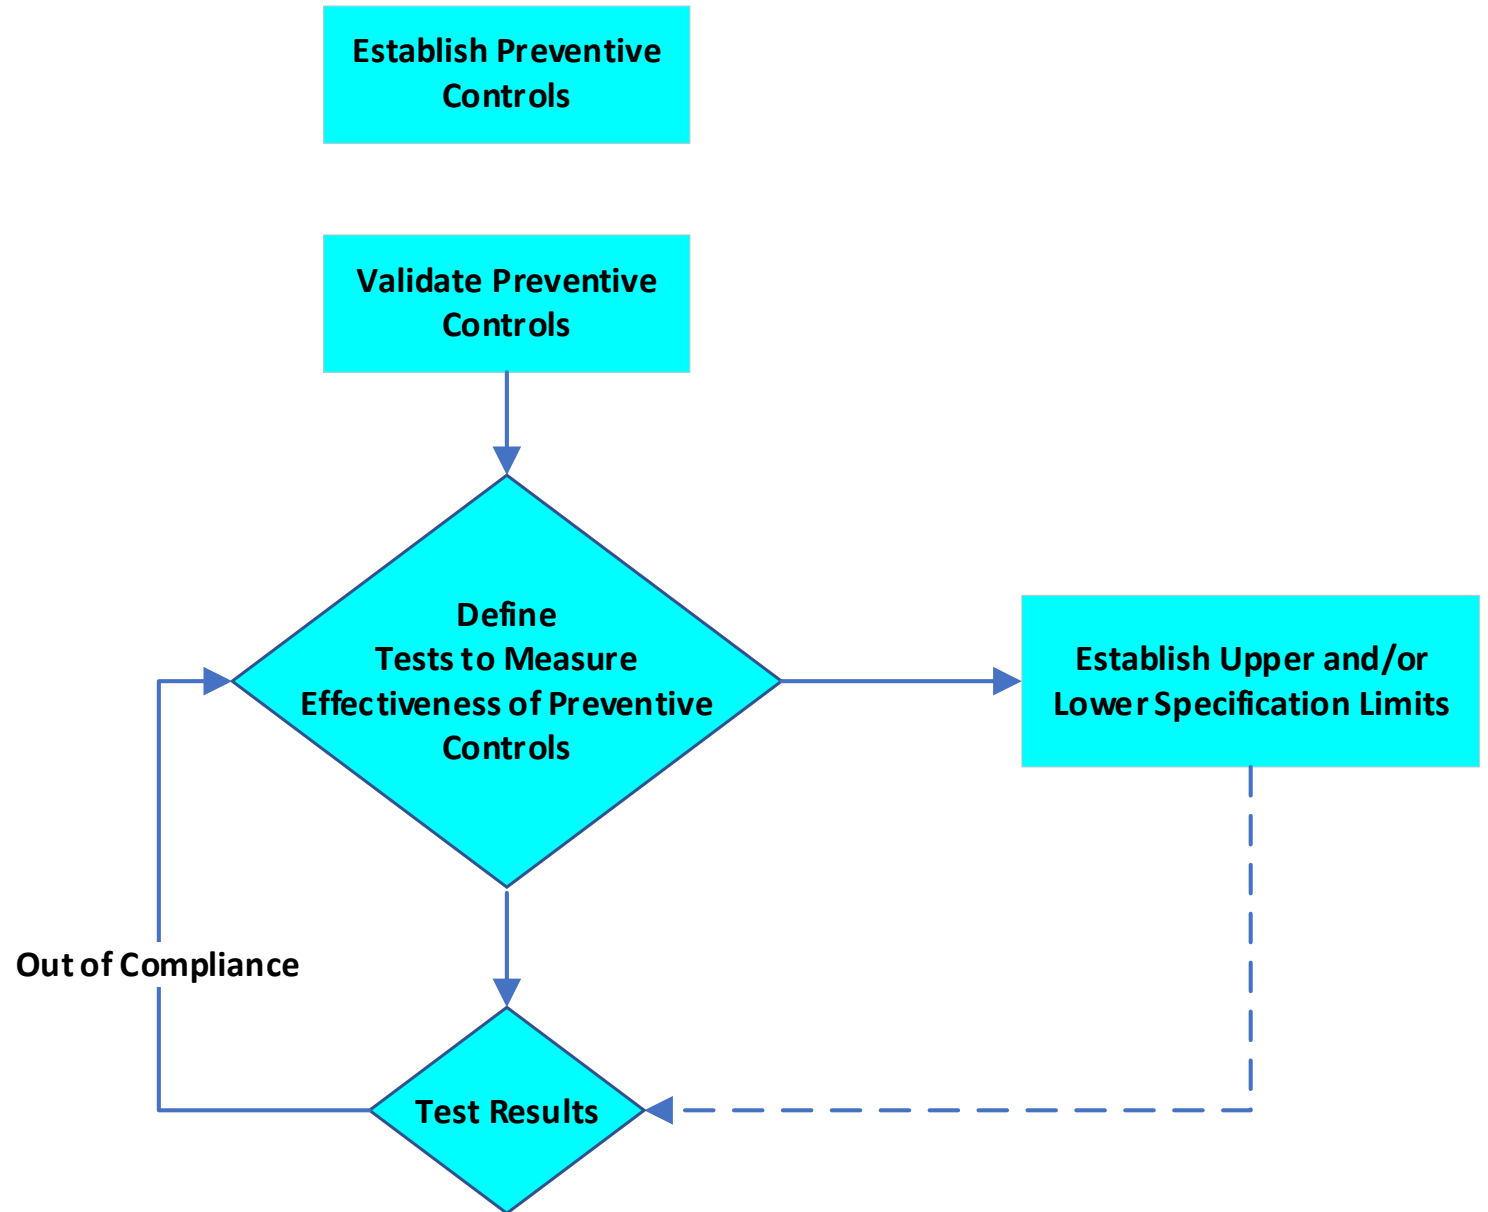 Establish Preventive
Controls
Validate Preventive
Controls
Define
Tests to Measure
Effectiveness of Preventive
Controls
Establish Upper and/or
Lower Specification Limits
Out of Compliance
Test Results